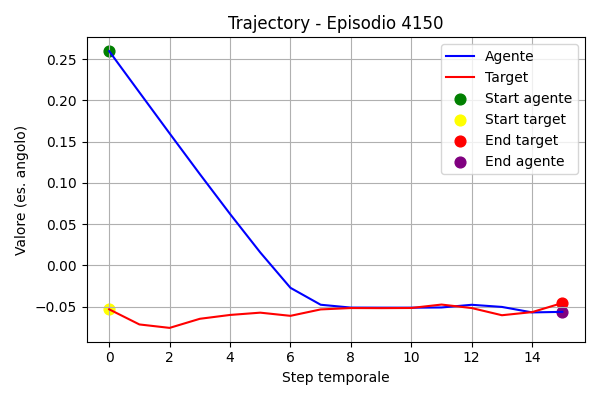 Trajectory - Episodio 4150
Valore (es. angolo)
0.25
0.20
0.15
0.10
0.05
0.00
−0.05
0 2 4 6 8 10 12 14
Step temporale
Agente
Target
Start agente
Start target
End target
End agente